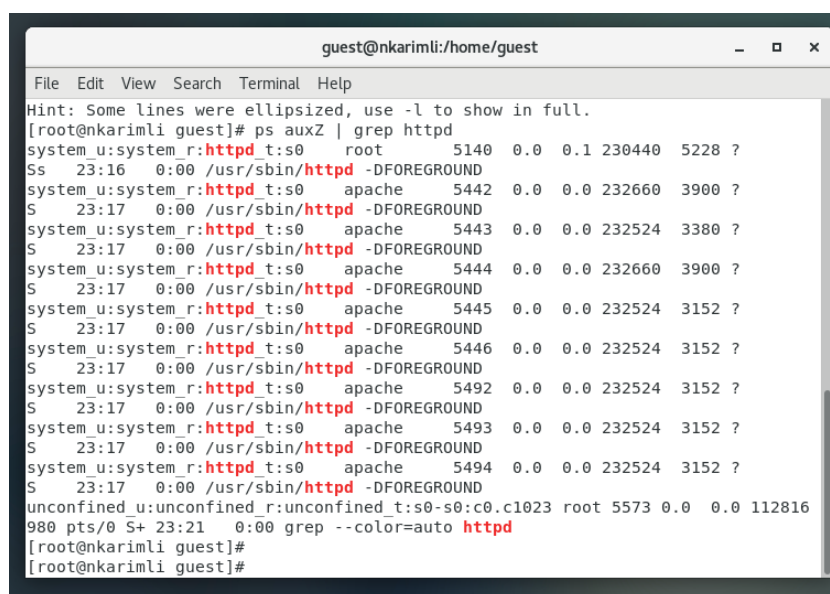 guest@nkarimli:/home/guest
File Edit View Search Terminal Help
Hint: Some lines were ellipsized, use -l to show in full.
[root@nkarimli guest]# ps auxZ | grep httpd
system_u:system_r:httpd_t:s0    root       5140  0.0  0.1 230440  5228 ?
Ss   23:16   0:00 /usr/sbin/httpd -DFOREGROUND
system_u:system_r:httpd_t:s0    apache     5442  0.0  0.0 232660  3900 ?
S    23:17   0:00 /usr/sbin/httpd -DFOREGROUND
system_u:system_r:httpd_t:s0    apache     5443  0.0  0.0 232524  3380 ?
S    23:17   0:00 /usr/sbin/httpd -DFOREGROUND
system_u:system_r:httpd_t:s0    apache     5444  0.0  0.0 232660  3900 ?
S    23:17   0:00 /usr/sbin/httpd -DFOREGROUND
system_u:system_r:httpd_t:s0    apache     5445  0.0  0.0 232524  3152 ?
S    23:17   0:00 /usr/sbin/httpd -DFOREGROUND
system_u:system_r:httpd_t:s0    apache     5446  0.0  0.0 232524  3152 ?
S    23:17   0:00 /usr/sbin/httpd -DFOREGROUND
system_u:system_r:httpd_t:s0    apache     5492  0.0  0.0 232524  3152 ?
S    23:17   0:00 /usr/sbin/httpd -DFOREGROUND
system_u:system_r:httpd_t:s0    apache     5493  0.0  0.0 232524  3152 ?
S    23:17   0:00 /usr/sbin/httpd -DFOREGROUND
system_u:system_r:httpd_t:s0    apache     5494  0.0  0.0 232524  3152 ?
S    23:17   0:00 /usr/sbin/httpd -DFOREGROUND
unconfined_u:unconfined_r:unconfined_t:s0-s0:c0.c1023 root 5573 0.0  0.0 112816
980 pts/0 S+ 23:21   0:00 grep --color=auto httpd
[root@nkarimli guest]#
[root@nkarimli guest]#